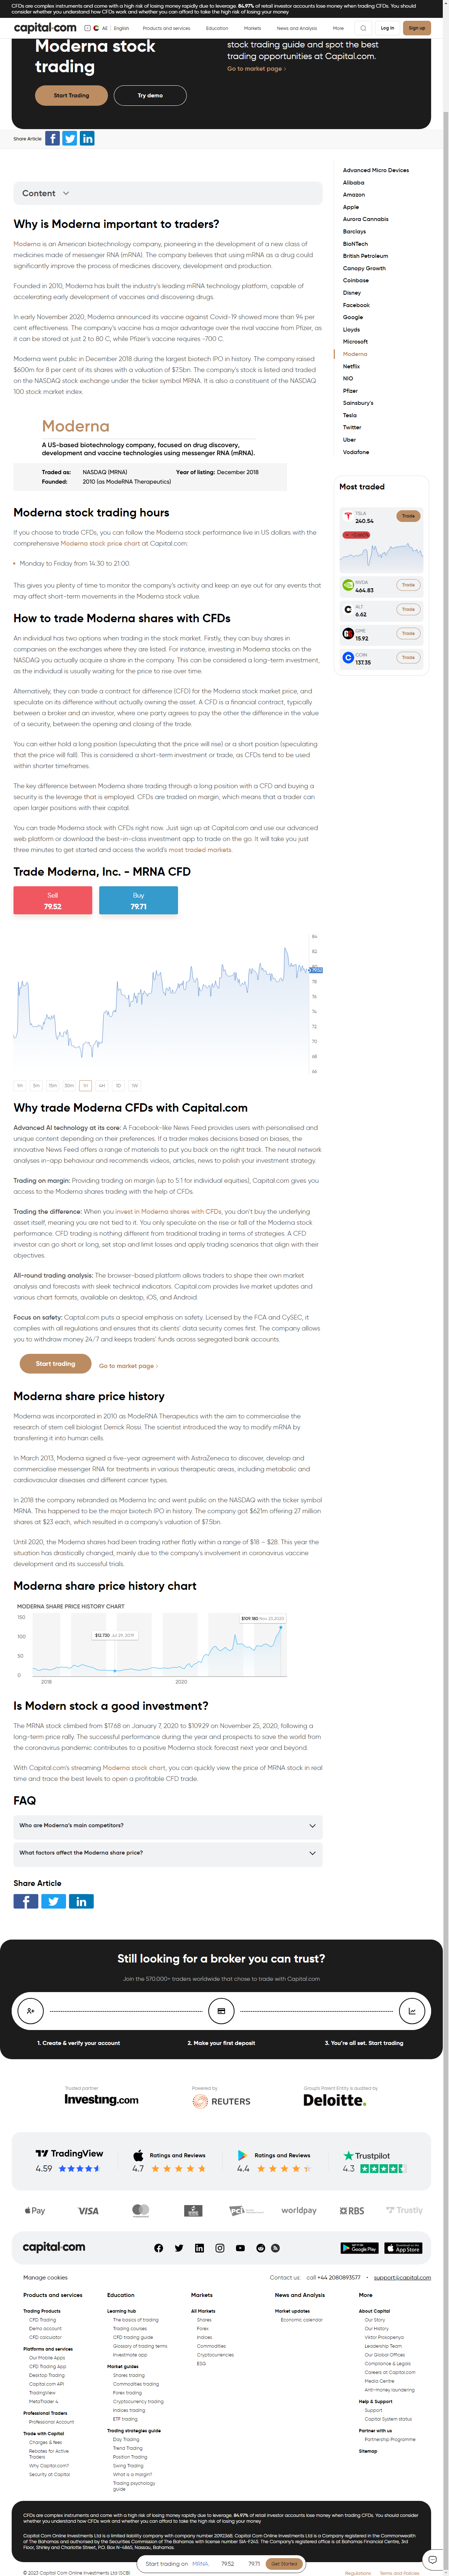 CFDs are complex instruments and come with a high risk of losing money rapidly due to leverage. 84.97% of retail investor accounts lose money when trading CFDs. You should
consider whether you understand how CFDs work and whether you can afford to take the high risk of losing your money
capital.com
AE | English
Products and services
Education
Markets
News and Analysis
More
Log In
Sign up
Moderna stock
trading
stock trading guide and spot the best
trading opportunities at Capital.com.
Go to market page ›
Start Trading
Try demo
Share Article
Content
Why is Moderna important to traders?
Moderna is an American biotechnology company, pioneering in the development of a new class of
medicines made of messenger RNA (mRNA). The company believes that using mRNA as a drug could
significantly improve the process of medicines discovery, development and production.
Founded in 2010, Moderna has built the industry's leading mRNA technology platform, capable of
accelerating early development of vaccines and discovering drugs.
In early November 2020, Moderna announced its vaccine against Covid-19 showed more than 94 per
cent effectiveness. The company's vaccine has a major advantage over the rival vaccine from Pfizer, as
it can be stored at just 2 to 80 C, while Pfizer's vaccine requires -700 C.
Moderna went public in December 2018 during the largest biotech IPO in history. The company raised
$600m for 8 per cent of its shares with a valuation of $7.5bn. The company's stock is listed and traded
on the NASDAQ stock exchange under the ticker symbol MRNA. It is also a constituent of the NASDAQ
100 stock market index.
Moderna
A US-based biotechnology company, focused on drug discovery,
development and vaccine technologies using messenger RNA (mRNA).
Traded as: NASDAQ (MRNA) Year of listing: December 2018
Founded: 2010 (as ModeRNA Therapeutics)
Moderna stock trading hours
If you choose to trade CFDs, you can follow the Moderna stock performance live in US dollars with the
comprehensive Moderna stock price chart at Capital.com:
Monday to Friday from 14:30 to 21:00.
This gives you plenty of time to monitor the company's activity and keep an eye out for any events that
may affect short-term movements in the Moderna stock value.
How to trade Moderna shares with CFDs
An individual has two options when trading in the stock market. Firstly, they can buy shares in
companies on the exchanges where they are listed. For instance, investing in Moderna stocks on the
NASDAQ you actually acquire a share in the company. This can be considered a long-term investment,
as the individual is usually waiting for the price to rise over time.
Alternatively, they can trade a contract for difference (CFD) for the Moderna stock market price, and
speculate on its difference without actually owning the asset. A CFD is a financial contract, typically
between a broker and an investor, where one party agrees to pay the other the difference in the value
of a security, between the opening and closing of the trade.
You can either hold a long position (speculating that the price will rise) or a short position (speculating
that the price will fall). This is considered a short-term investment or trade, as CFDs tend to be used
within shorter timeframes.
The key difference between Moderna share trading through a long position with a CFD and buying a
security is the leverage that is employed. CFDs are traded on margin, which means that a trader can
open larger positions with their capital.
You can trade Moderna stock with CFDs right now. Just sign up at Capital.com and use our advanced
web platform or download the best-in-class investment app to trade on the go. It will take you just
three minutes to get started and access the world's most traded markets.
Trade Moderna, Inc. - MRNA CFD
Sell
79.52
Buy
79.71
84
82
79.52
78
76
74
72
70
68
66
1m 5m 15m 30m 1H 4H 1D 1W
Why trade Moderna CFDs with Capital.com
Advanced AI technology at its core: A Facebook-like News Feed provides users with personalised and
unique content depending on their preferences. If a trader makes decisions based on biases, the
innovative News Feed offers a range of materials to put you back on the right track. The neural network
analyses in-app behaviour and recommends videos, articles, news to polish your investment strategy.
Trading on margin: Providing trading on margin (up to 5:1 for individual equities), Capital.com gives you
access to the Moderna shares trading with the help of CFDs.
Trading the difference: When you invest in Moderna shares with CFDs, you don't buy the underlying
asset itself, meaning you are not tied to it. You only speculate on the rise or fall of the Moderna stock
performance. CFD trading is nothing different from traditional trading in terms of strategies. A CFD
investor can go short or long, set stop and limit losses and apply trading scenarios that align with their
objectives.
All-round trading analysis: The browser-based platform allows traders to shape their own market
analysis and forecasts with sleek technical indicators. Capital.com provides live market updates and
various chart formats, available on desktop, iOS, and Android.
Focus on safety: Captal.com puts a special emphasis on safety. Licensed by the FCA and CySEC, it
complies with all regulations and ensures that its clients' data security comes first. The company allows
you to withdraw money 24/7 and keeps traders' funds across segregated bank accounts.
Start trading
Go to market page ›
Moderna share price history
Moderna was incorporated in 2010 as ModeRNA Therapeutics with the aim to commercialise the
research of stem cell biologist Derrick Rossi. The scientist introduced the way to modify mRNA by
transferring it into human cells.
In March 2013, Moderna signed a five-year agreement with AstraZeneca to discover, develop and
commercialise messenger RNA for treatments in various therapeutic areas, including metabolic and
cardiovascular diseases and different cancer types.
In 2018 the company rebranded as Moderna Inc and went public on the NASDAQ with the ticker symbol
MRNA. This happened to be the major biotech IPO in history. The company got $621m offering 27 million
shares at $23 each, which resulted in a company's valuation of $7.5bn.
Until 2020, the Moderna shares had been trading rather flatly within a range of $18 – $28. This year the
situation has drastically changed, mainly due to the company's involvement in coronavirus vaccine
development and its successful trials.
Moderna share price history chart
MODERNA SHARE PRICE HISTORY CHART
150
100
50
0
2018
2020
$12.730 Jul 29, 2019
$109.180 Nov 23,2020
Is Modern stock a good investment?
The MRNA stock climbed from $17.68 on January 7, 2020 to $109.29 on November 25, 2020, following a
long-term price rally. The successful performance during the year and prospects to save the world from
the coronavirus pandemic contributes to a positive Moderna stock forecast next year and beyond.
With Capital.com's streaming Moderna stock chart, you can quickly view the price of MRNA stock in real
time and trace the best levels to open a profitable CFD trade.
FAQ
Who are Moderna's main competitors?
What factors affect the Moderna share price?
Share Article
Advanced Micro Devices
Alibaba
Amazon
Apple
Aurora Cannabis
Barclays
BioNTech
British Petroleum
Canopy Growth
Coinbase
Disney
Facebook
Google
Lloyds
Microsoft
Moderna
Netflix
NIO
Pfizer
Sainsbury's
Tesla
Twitter
Uber
Vodafone
Most traded
TSLA
240.54
Trade
NVDA
464.83
Trade
ALT
6.62
Trade
GME
15.92
Trade
COIN
137.35
Trade
Still looking for a broker you can trust?
Join the 570.000+ traders worldwide that chose to trade with Capital.com
1. Create & verify your account
2. Make your first deposit
3. You're all set. Start trading
Trusted partner
Investing.com
Powered by
REUTERS
Group's Parent Entity is audited by
Deloitte.
TradingView
4.59
Ratings and Reviews
4.7
Ratings and Reviews
4.4
Trustpilot
4.3
Pay
VISA
PCI
worldpay
RBS
Trustly
capital.com
Google Play
App Store
Manage cookies
Contact us: call +44 2080893577 • support@capital.com
Products and services
Trading Products
CFD Trading
Demo account
CFD calculator
Platforms and services
Our Mobile Apps
CFD Trading App
Desktop Trading
Capital.com API
TradingView
MetaTrader 4
Professional Traders
Professional Account
Trade with Capital
Charges & fees
Rebates for Active
Traders
Why Capital.com?
Security at Capital
Education
Learning hub
The basics of trading
Trading courses
CFD trading guide
Glossary of trading terms
Investmate app
Market guides
Shares trading
Commodities trading
Forex trading
Cryptocurrency trading
Indices trading
ETF trading
Trading strategies guide
Day Trading
Trend Trading
Position Trading
Swing Trading
What is a margin?
Trading psychology
guide
Markets
All Markets
Shares
Forex
Indices
Commodities
Cryptocurrencies
ESG
News and Analysis
Market updates
Economic calendar
More
About Capital
Our Story
Our History
Viktor Prokopenya
Leadership Team
Our Global Offices
Compliance & Legals
Careers at Capital.com
Media Centre
Anti-money laundering
Help & Support
Support
Capital System status
Partner with us
Partnership Programme
Sitemap
CFDs are complex instruments and come with a high risk of losing money rapidly due to leverage. 84.97% of retail investor accounts lose money when trading CFDs. You should consider
whether you understand how CFDs work and whether you can afford to take the high risk of losing your money.
Capital Com Online Investments Ltd is a limited liability company with company number 209236B. Capital Com Online Investments Ltd is a Company registered in the Commonwealth
of The Bahamas and authorised by the Securities Commission of The Bahamas with license number SIA-F245. The Company's registered office is at Bahamas Financial Centre, 3rd
Floor, Shirley and Charlotte Street, P.O. Box N-4865, Nassau, Bahamas.
Start trading on MRNA. 79.52 79.71 Get Started
© 2023 Capital Com Online Investments Ltd (SCB)
Regulations
Terms and Policies